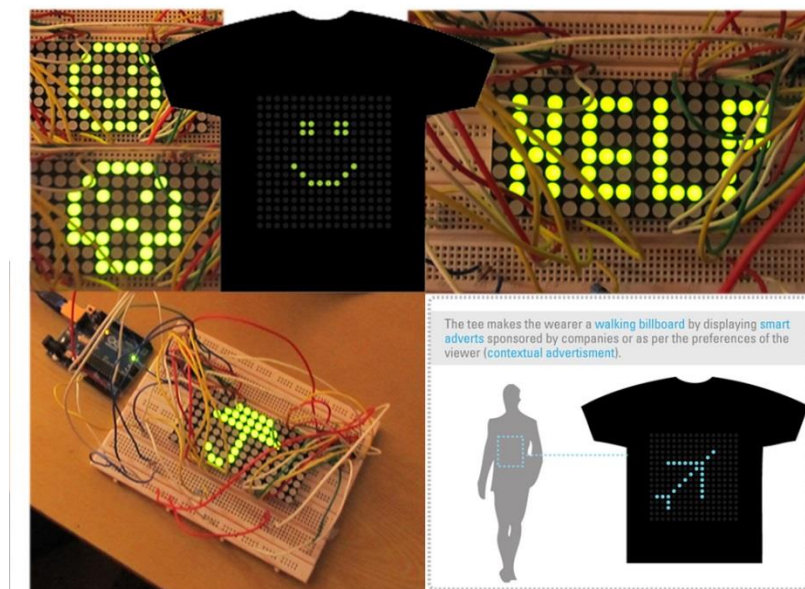 HELP
The tee makes the wearer a walking billboard by displaying smart
adverts sponsored by companies or as per the preferences of the
viewer (contextual advertisment).